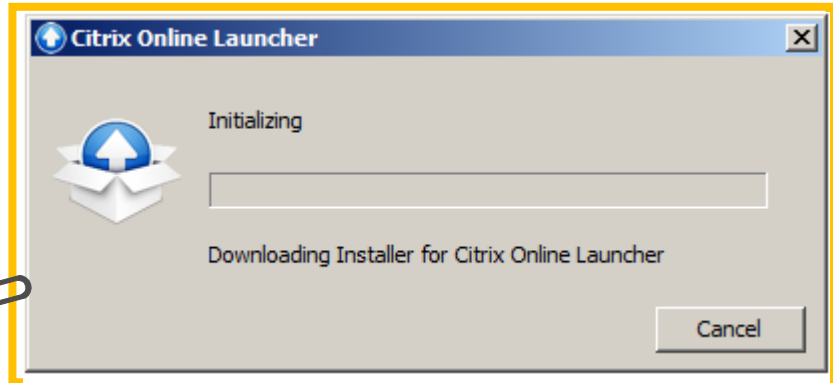 Citrix Online Launcher
Initializing
Downloading Installer for Citrix Online Launcher
Cancel